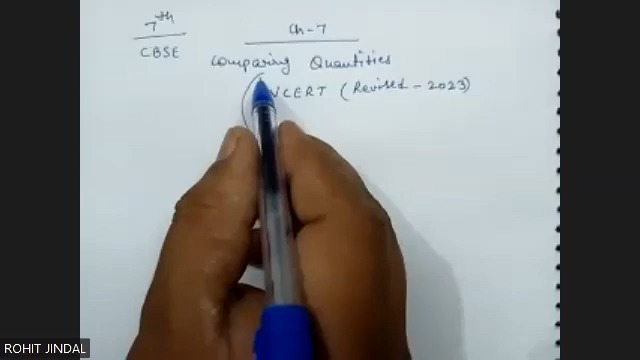 7th
CBSE
Ch-7
Comparing Quantities
NCERT (Revised - 2023)
ROHIT JINDAL